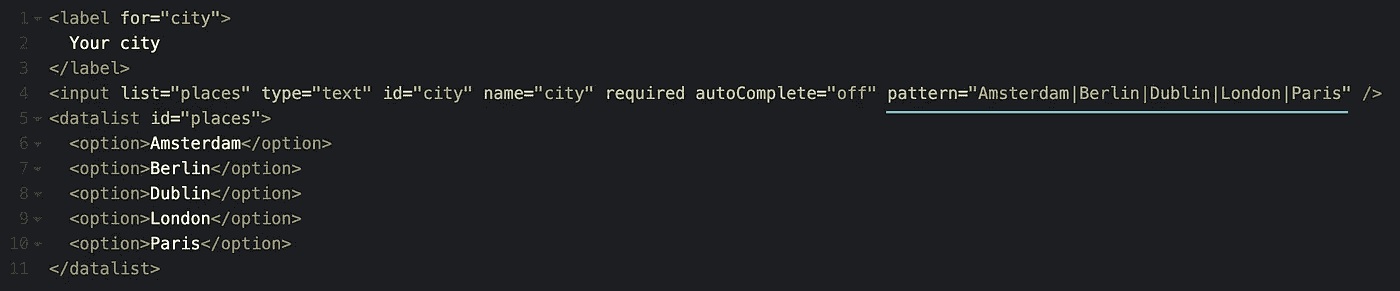 1 <label for="city">
2 Your city
3 </label>
4 <input list="places" type="text" id="city" name="city" required autoComplete="off" pattern="Amsterdam|Berlin|Dublin|London|Paris" />
5 <datalist id="places">
6 <option>Amsterdam</option>
7 <option>Berlin</option>
8 <option>Dublin</option>
9 <option>London</option>
10 <option>Paris</option>
11 </datalist>